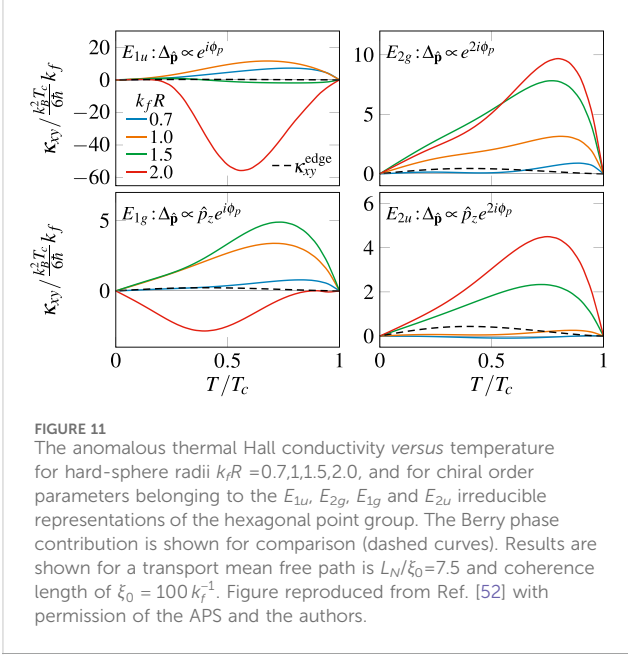 E1u : Δp̂ ∝ e^{iϕp}
E2g : Δp̂ ∝ e^{2iϕp}
κxy / (k_B^2 T_c / 6ħ) k_f
20
0
−20
−40
−60
kfR
0.7
1.0
1.5
2.0
κ_xy^edge
10
5
0
E1g : Δp̂ ∝ p̂z e^{iϕp}
E2u : Δp̂ ∝ p̂z e^{2iϕp}
κxy / (k_B^2 T_c / 6ħ) k_f
5
0
6
4
2
0
0 0.5 1
0 0.5 1
T/Tc
T/Tc
FIGURE 11
The anomalous thermal Hall conductivity versus temperature
for hard-sphere radii kfR =0.7,1,1.5,2.0, and for chiral order
parameters belonging to the E1u, E2g, E1g and E2u irreducible
representations of the hexagonal point group. The Berry phase
contribution is shown for comparison (dashed curves). Results are
shown for a transport mean free path is LN/ξ0=7.5 and coherence
length of ξ0 = 100 kf^−1. Figure reproduced from Ref. [52] with
permission of the APS and the authors.